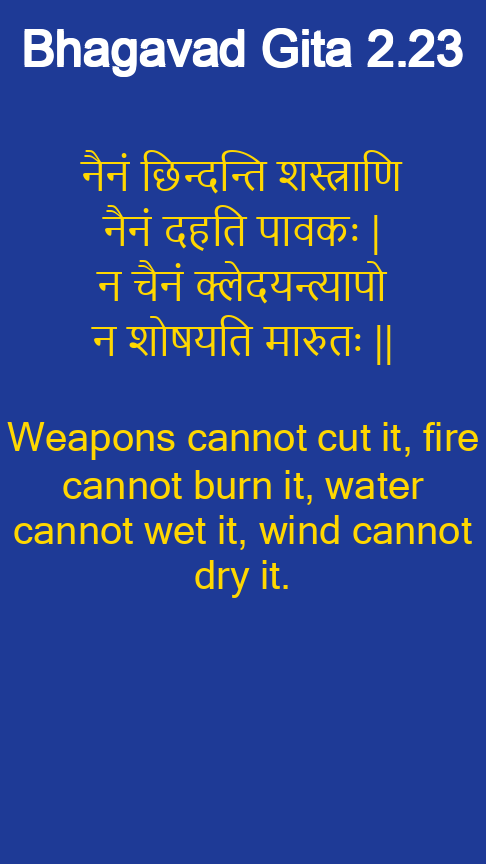 Bhagavad Gita 2.23
नैनं छिन्दन्ति शस्त्राणि
नैनं दहति पावकः |
न चैनं क्लेदयन्त्यापो
न शोषयति मारुतः ||
Weapons cannot cut it, fire
cannot burn it, water
cannot wet it, wind cannot
dry it.